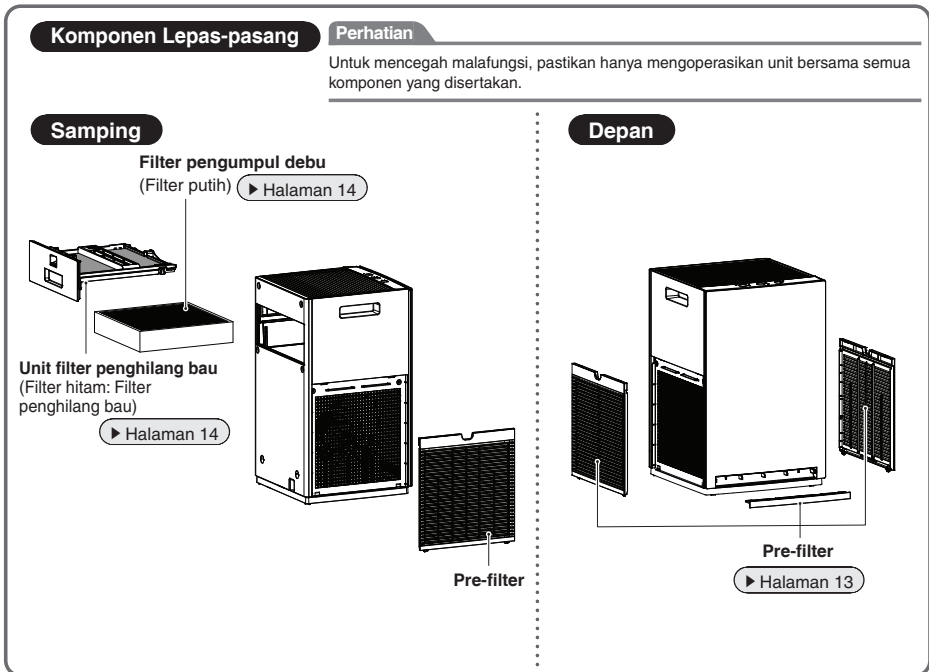 Komponen Lepas-pasang
Perhatian
Untuk mencegah malafungsi, pastikan hanya mengoperasikan unit bersama semua
komponen yang disertakan.
Samping
Filter pengumpul debu
(Filter putih) ▶ Halaman 14
Unit filter penghilang bau
(Filter hitam: Filter
penghilang bau)
▶ Halaman 14
Pre-filter
Depan
Pre-filter
▶ Halaman 13